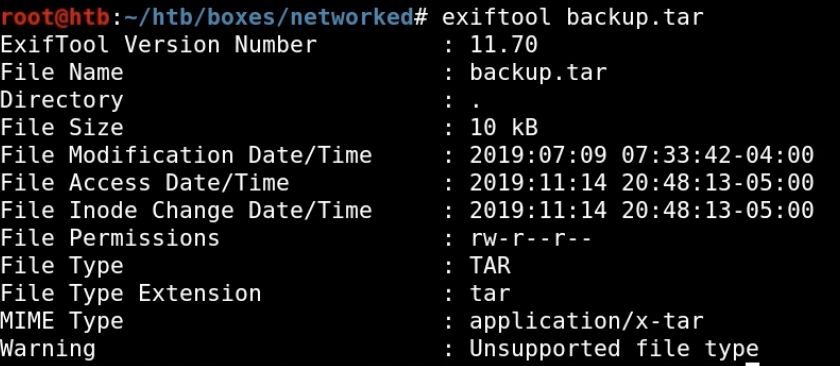 root@htb:~/htb/boxes/networked# exiftool backup.tar
ExifTool Version Number : 11.70
File Name : backup.tar
Directory : .
File Size : 10 kB
File Modification Date/Time : 2019:07:09 07:33:42-04:00
File Access Date/Time : 2019:11:14 20:48:13-05:00
File Inode Change Date/Time : 2019:11:14 20:48:13-05:00
File Permissions : rw-r--r--
File Type : TAR
File Type Extension : tar
MIME Type : application/x-tar
Warning : Unsupported file type